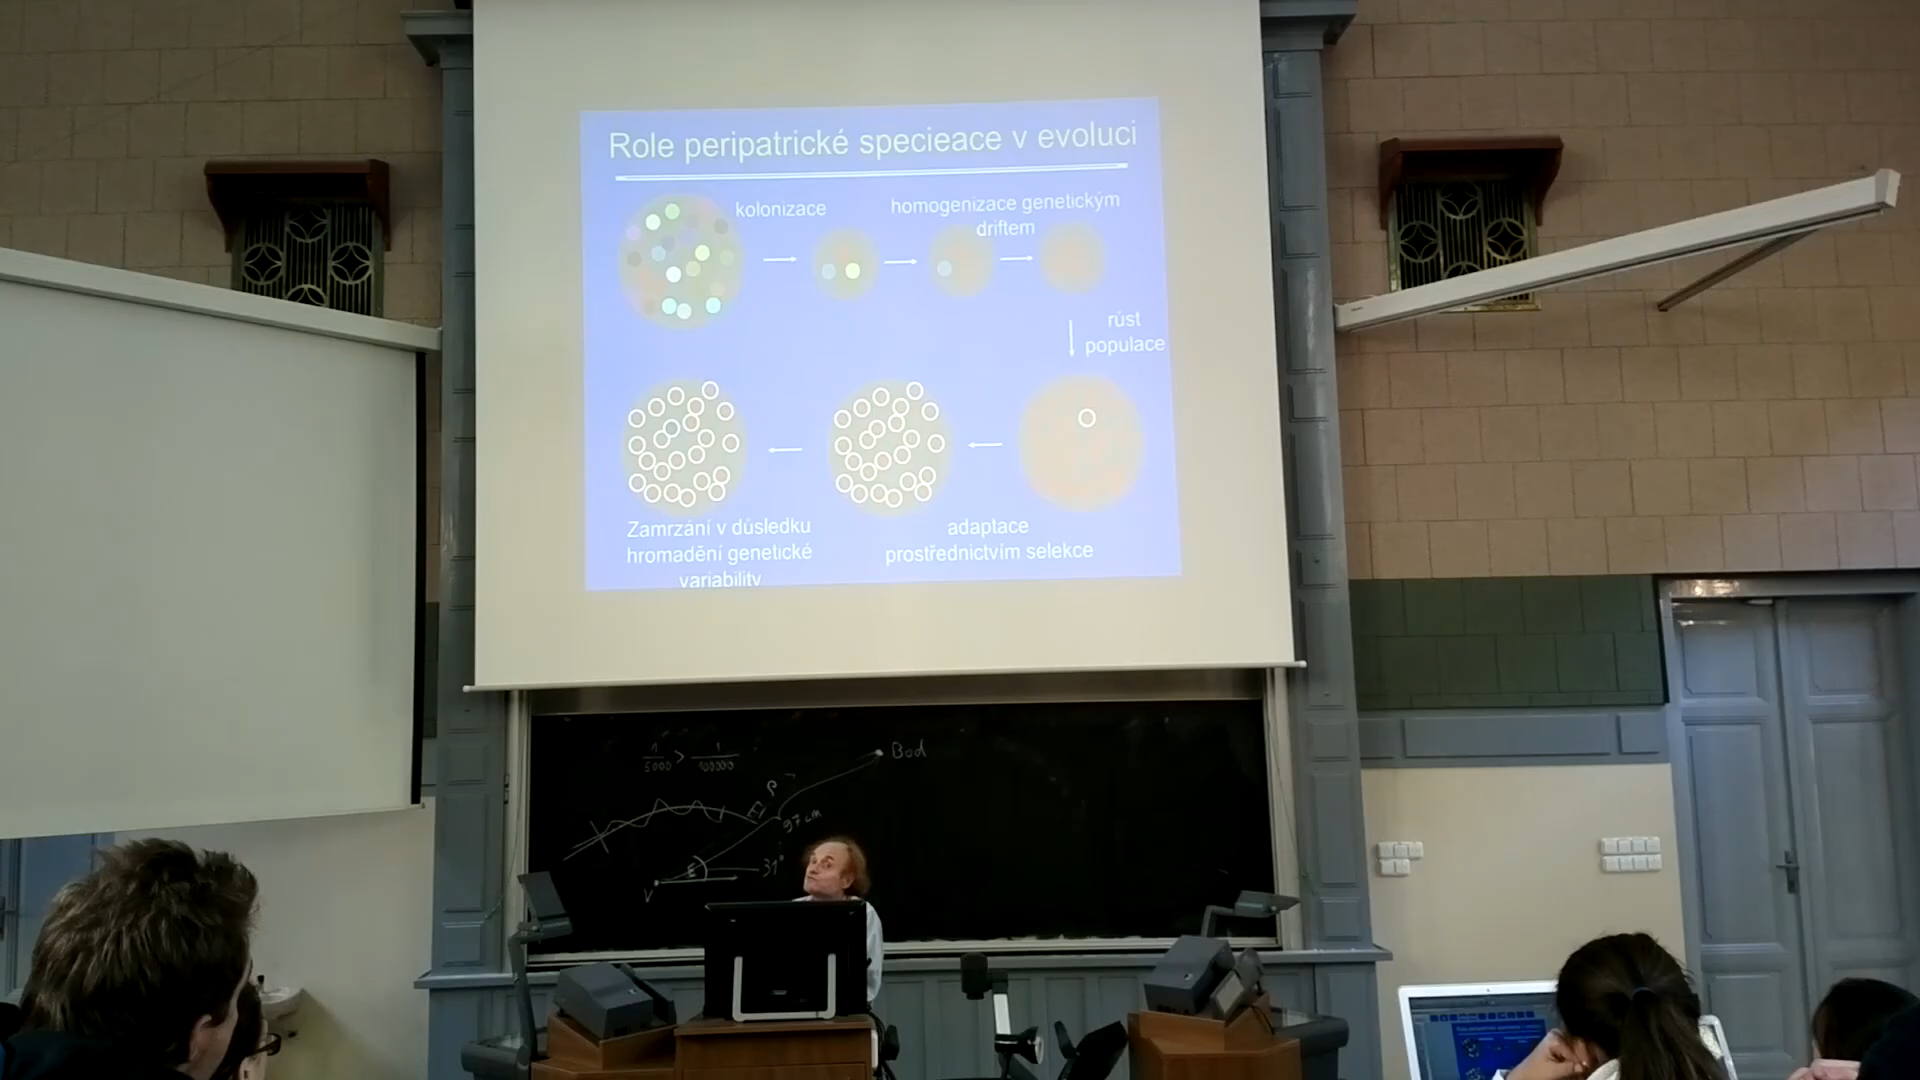 Role peripatrické specieace v evoluci
kolonizace
homogenizace genetickým
driftem
růst
populace
Zamrzání v důsledku
hromadění genetické
variability
adaptace
prostřednictvím selekce
1/5000 > 1/100000
Bod
97 cm
31°
V